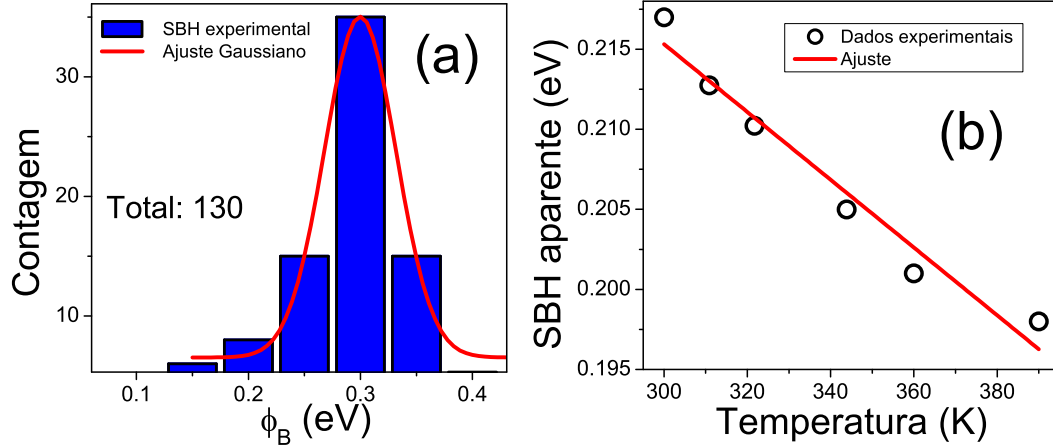 SBH experimental
Ajuste Gaussiano
(a)
Total: 130
Contagem
30
20
10
0.1
0.2
0.3
0.4
ϕB (eV)
Dados experimentais
Ajuste
(b)
SBH aparente (eV)
0.215
0.210
0.205
0.200
0.195
300
320
340
360
380
Temperatura (K)